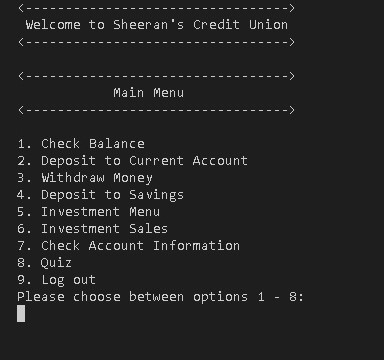 <--------------------------------->
Welcome to Sheeran's Credit Union
<--------------------------------->
<--------------------------------->
Main Menu
<--------------------------------->
1. Check Balance
2. Deposit to Current Account
3. Withdraw Money
4. Deposit to Savings
5. Investment Menu
6. Investment Sales
7. Check Account Information
8. Quiz
9. Log out
Please choose between options 1 - 8: